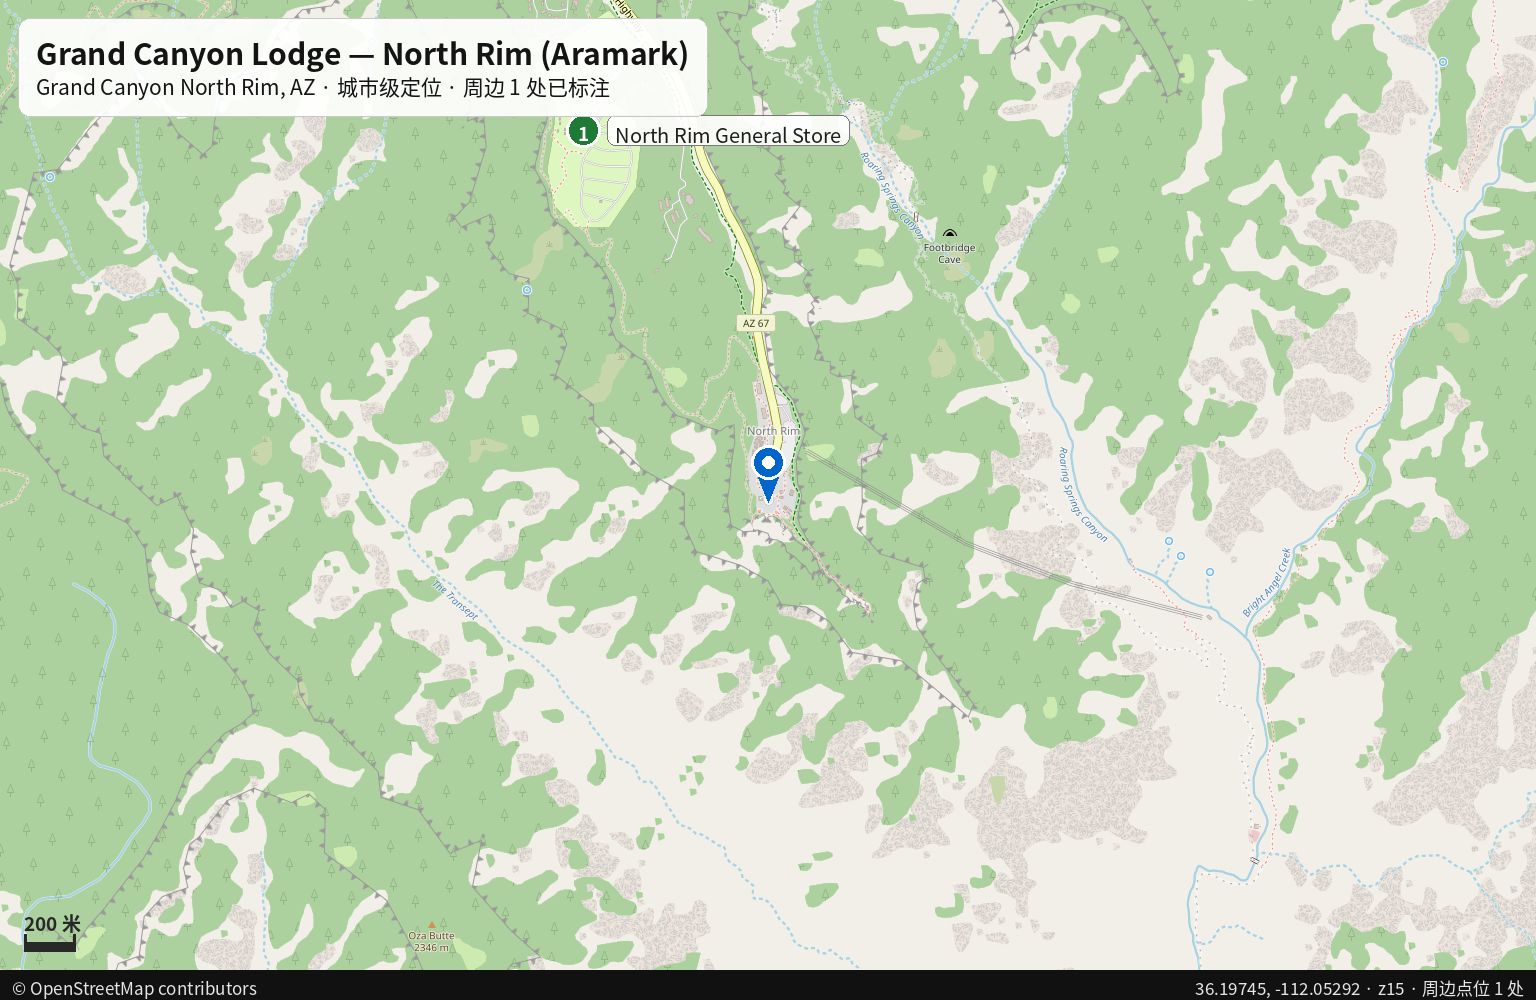 Grand Canyon Lodge — North Rim (Aramark)
Grand Canyon North Rim, AZ · 城市级定位 · 周边 1 处已标注
1
North Rim General Store
Roaring Springs Canyon
Footbridge
Cave
AZ 67
North Rim
Roaring Springs Canyon
Bright Angel Creek
The Transept
Oza Butte
2346 m
200 米
© OpenStreetMap contributors
36.19745, -112.05292 · z15 · 周边点位 1 处